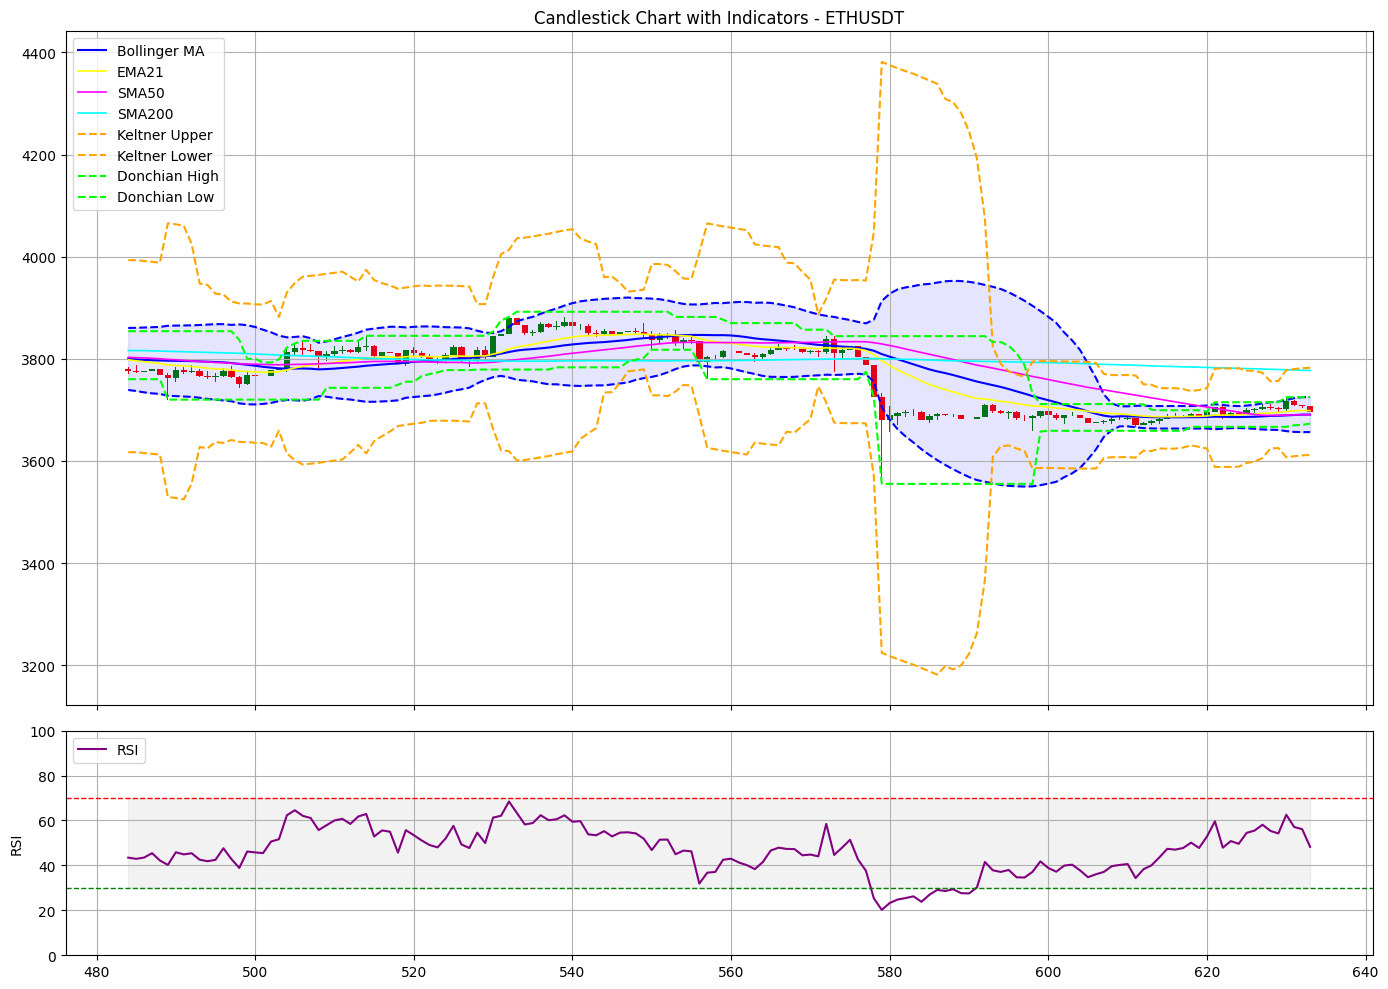 Candlestick Chart with Indicators - ETHUSDT
4400
4200
4000
3800
3600
3400
3200
Bollinger MA
EMA21
SMA50
SMA200
Keltner Upper
Keltner Lower
Donchian High
Donchian Low
100
80
60
40
20
0
RSI
RSI
480
500
520
540
560
580
600
620
640